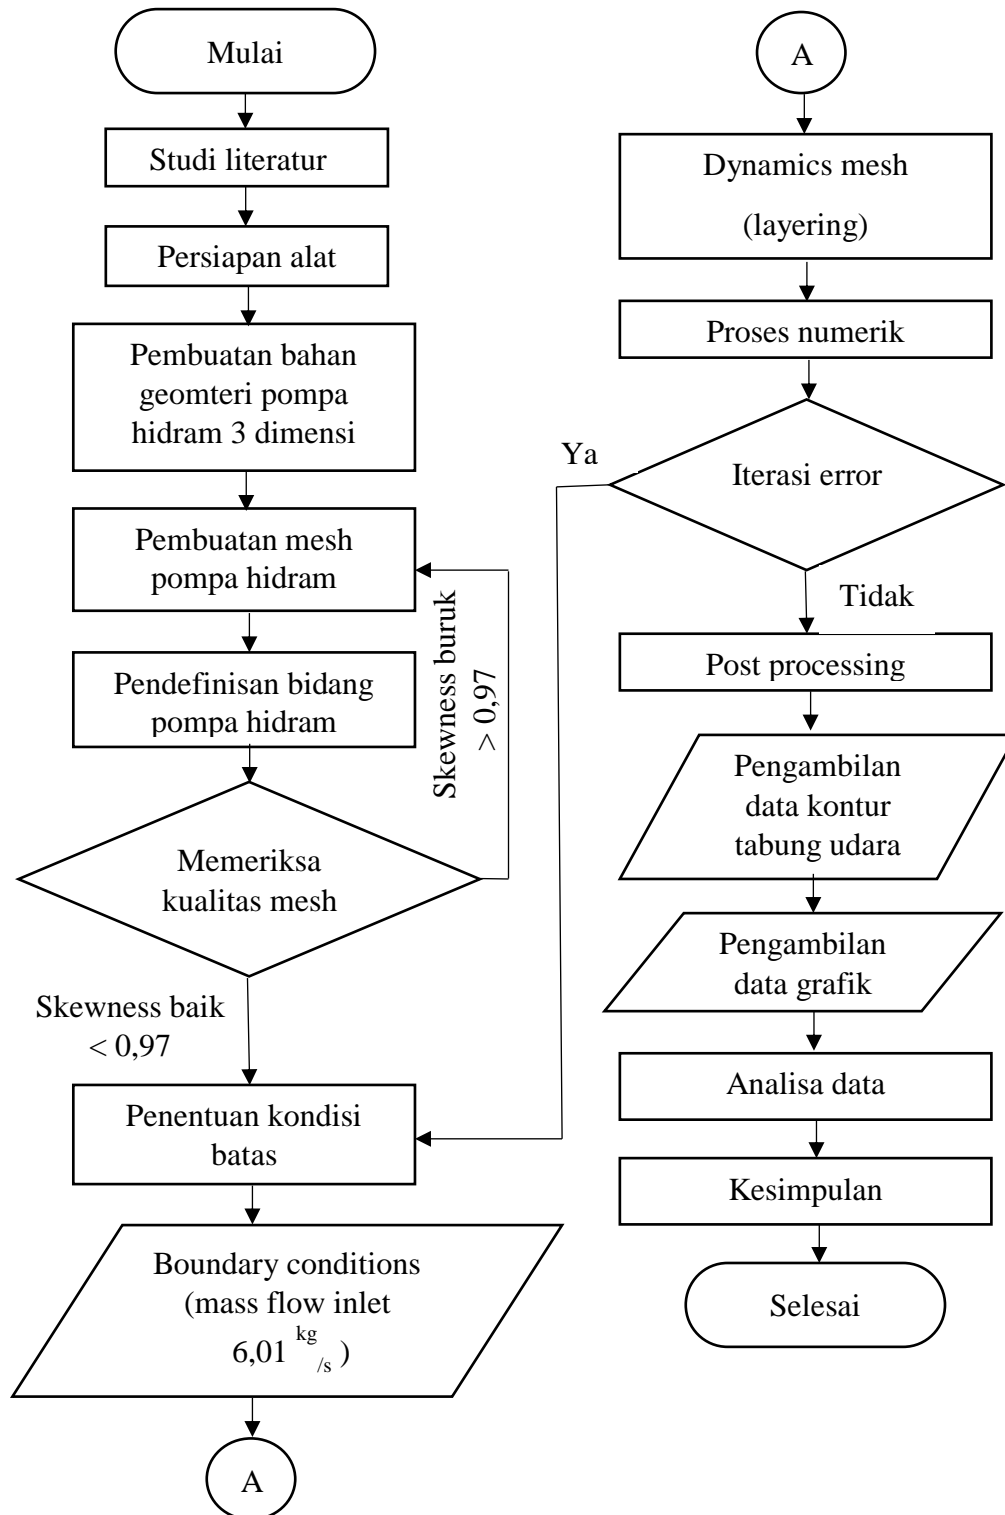 Mulai
Studi literatur
Persiapan alat
Pembuatan bahan
geomteri pompa
hidram 3 dimensi
Pembuatan mesh
pompa hidram
Pendefinisan bidang
pompa hidram
Skewness buruk
> 0,97
Memeriksa
kualitas mesh
Skewness baik
< 0,97
Penentuan kondisi
batas
Boundary conditions
(mass flow inlet
6,01 kg/s )
A
A
Dynamics mesh
(layering)
Proses numerik
Iterasi error
Ya
Tidak
Post processing
Pengambilan
data kontur
tabung udara
Pengambilan
data grafik
Analisa data
Kesimpulan
Selesai